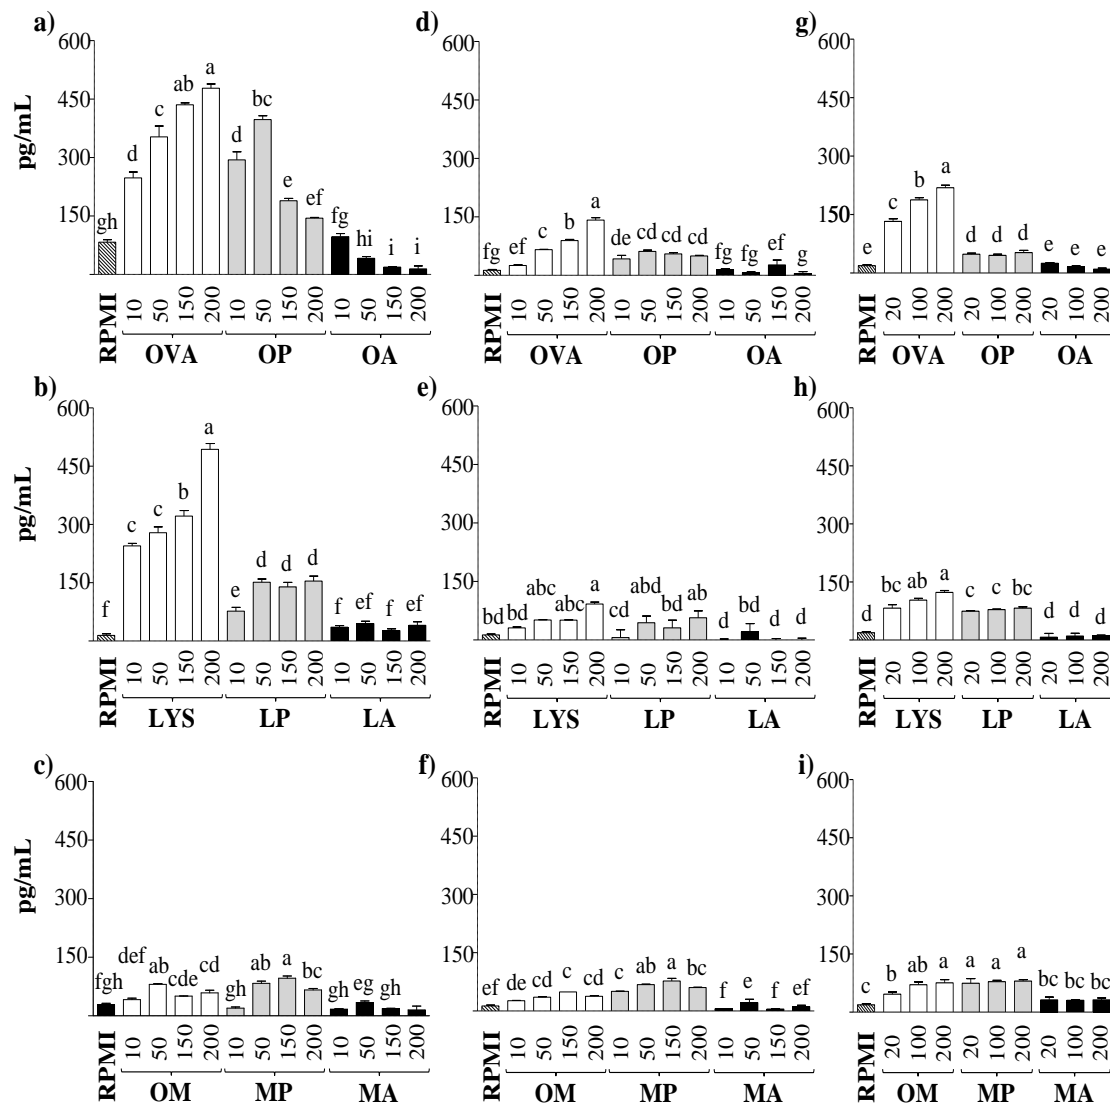 a)
600
450
300
150
pg/mL
gh d c ab a d bc e ef fg hi i i
RPMI 10 50 150 200 10 50 150 200 10 50 150 200
OVA OP OA
d)
600
450
300
150
fg ef c b a de cd cd cd fg fg ef g
RPMI 10 50 150 200 10 50 150 200 10 50 150 200
OVA OP OA
g)
600
450
300
150
e c b a d d d e e e
RPMI 20 100 200 20 100 200 20 100 200
OVA OP OA
b)
600
450
300
150
pg/mL
f c c b a e d d d f ef f ef
RPMI 10 50 150 200 10 50 150 200 10 50 150 200
LYS LP LA
e)
600
450
300
150
bd bd abc abc a cd abd bd ab d bd d d
RPMI 10 50 150 200 10 50 150 200 10 50 150 200
LYS LP LA
h)
600
450
300
150
d bc ab a c c bc d d d
RPMI 20 100 200 20 100 200 20 100 200
LYS LP LA
c)
600
450
300
150
pg/mL
fgh def ab cde cd gh ab a bc gh eg gh gh
RPMI 10 50 150 200 10 50 150 200 10 50 150 200
OM MP MA
f)
600
450
300
150
ef de cd c cd c ab a bc f e f ef
RPMI 10 50 150 200 10 50 150 200 10 50 150 200
OM MP MA
i)
600
450
300
150
c b ab a a a a bc bc bc
RPMI 20 100 200 20 100 200 20 100 200
OM MP MA